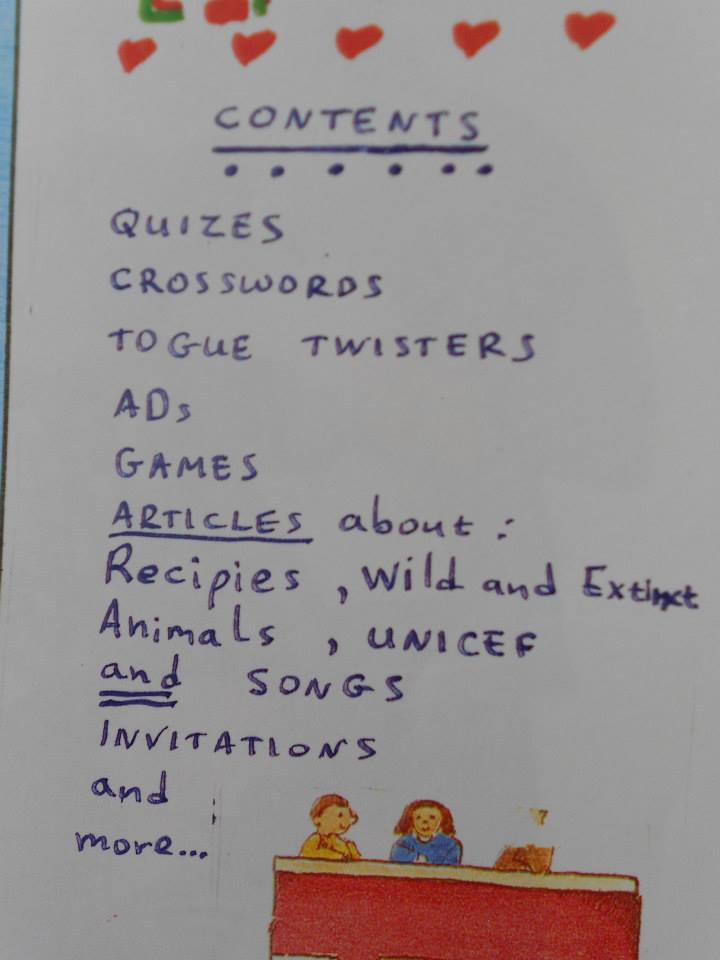 CONTENTS
QUIZES
CROSSWORDS
TOGUE TWISTERS
ADs
GAMES
ARTICLES about:
Recipies, Wild and Extinct
Animals, UNICEF
and SONGS
INVITATIONS
and
more...